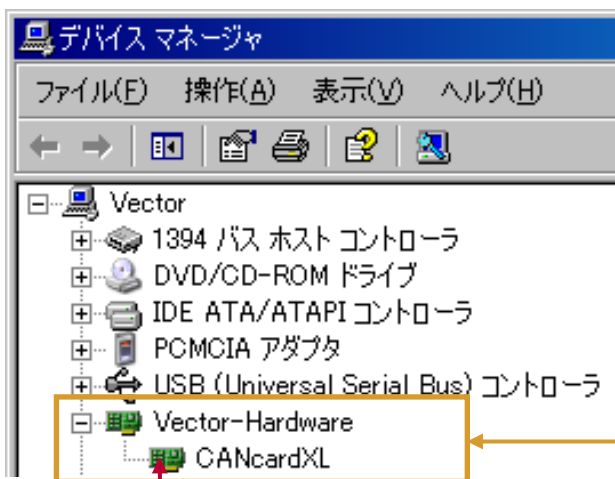 デバイス マネージャ
ファイル(F) 操作(A) 表示(V) ヘルプ(H)
Vector
1394 バス ホスト コントローラ
DVD/CD-ROM ドライブ
IDE ATA/ATAPI コントローラ
PCMCIA アダプタ
USB (Universal Serial Bus) コントローラ
Vector-Hardware
CANcardXL